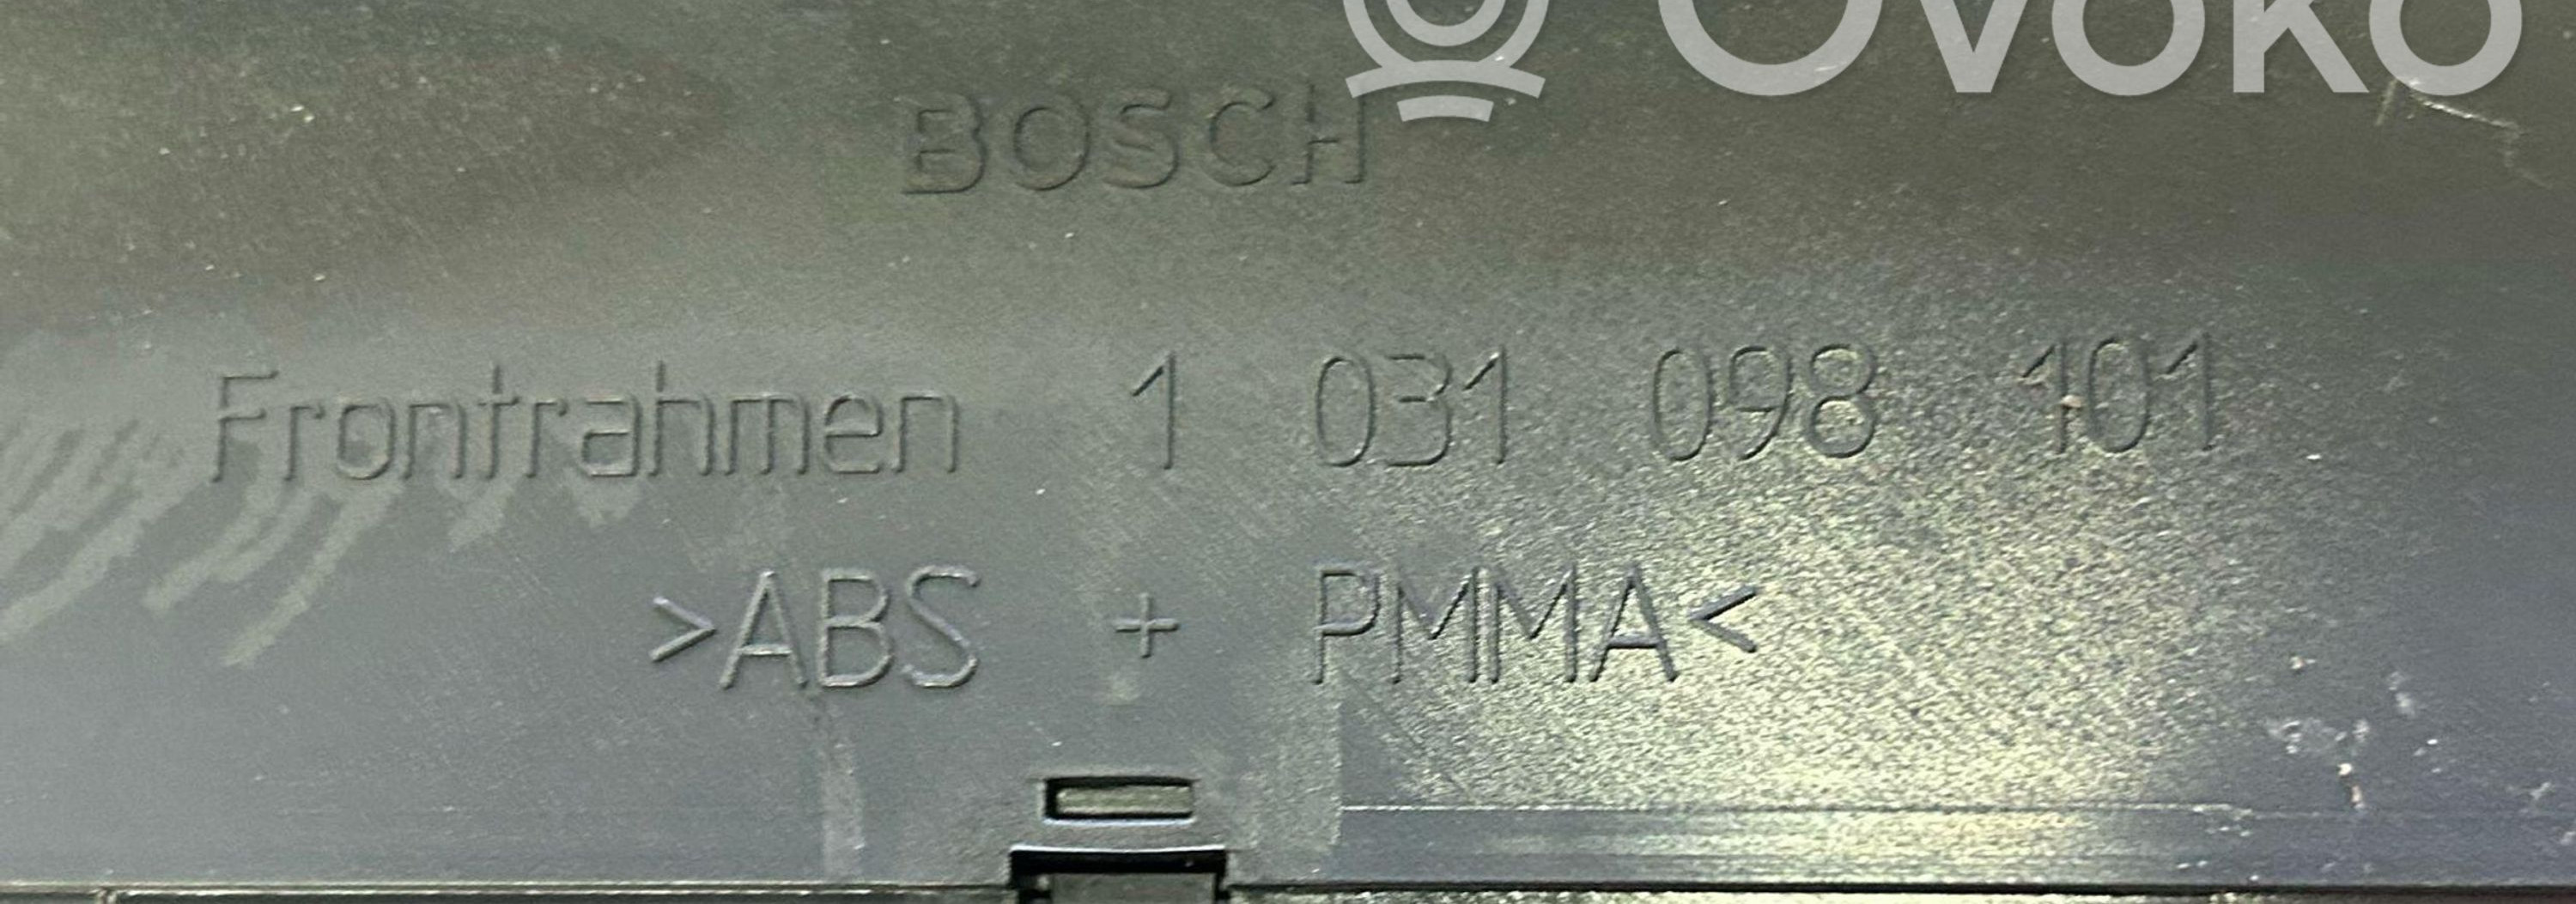 OVOKO
BOSCH
Frontrahmen 1 031 098 101
>ABS + PMMA<